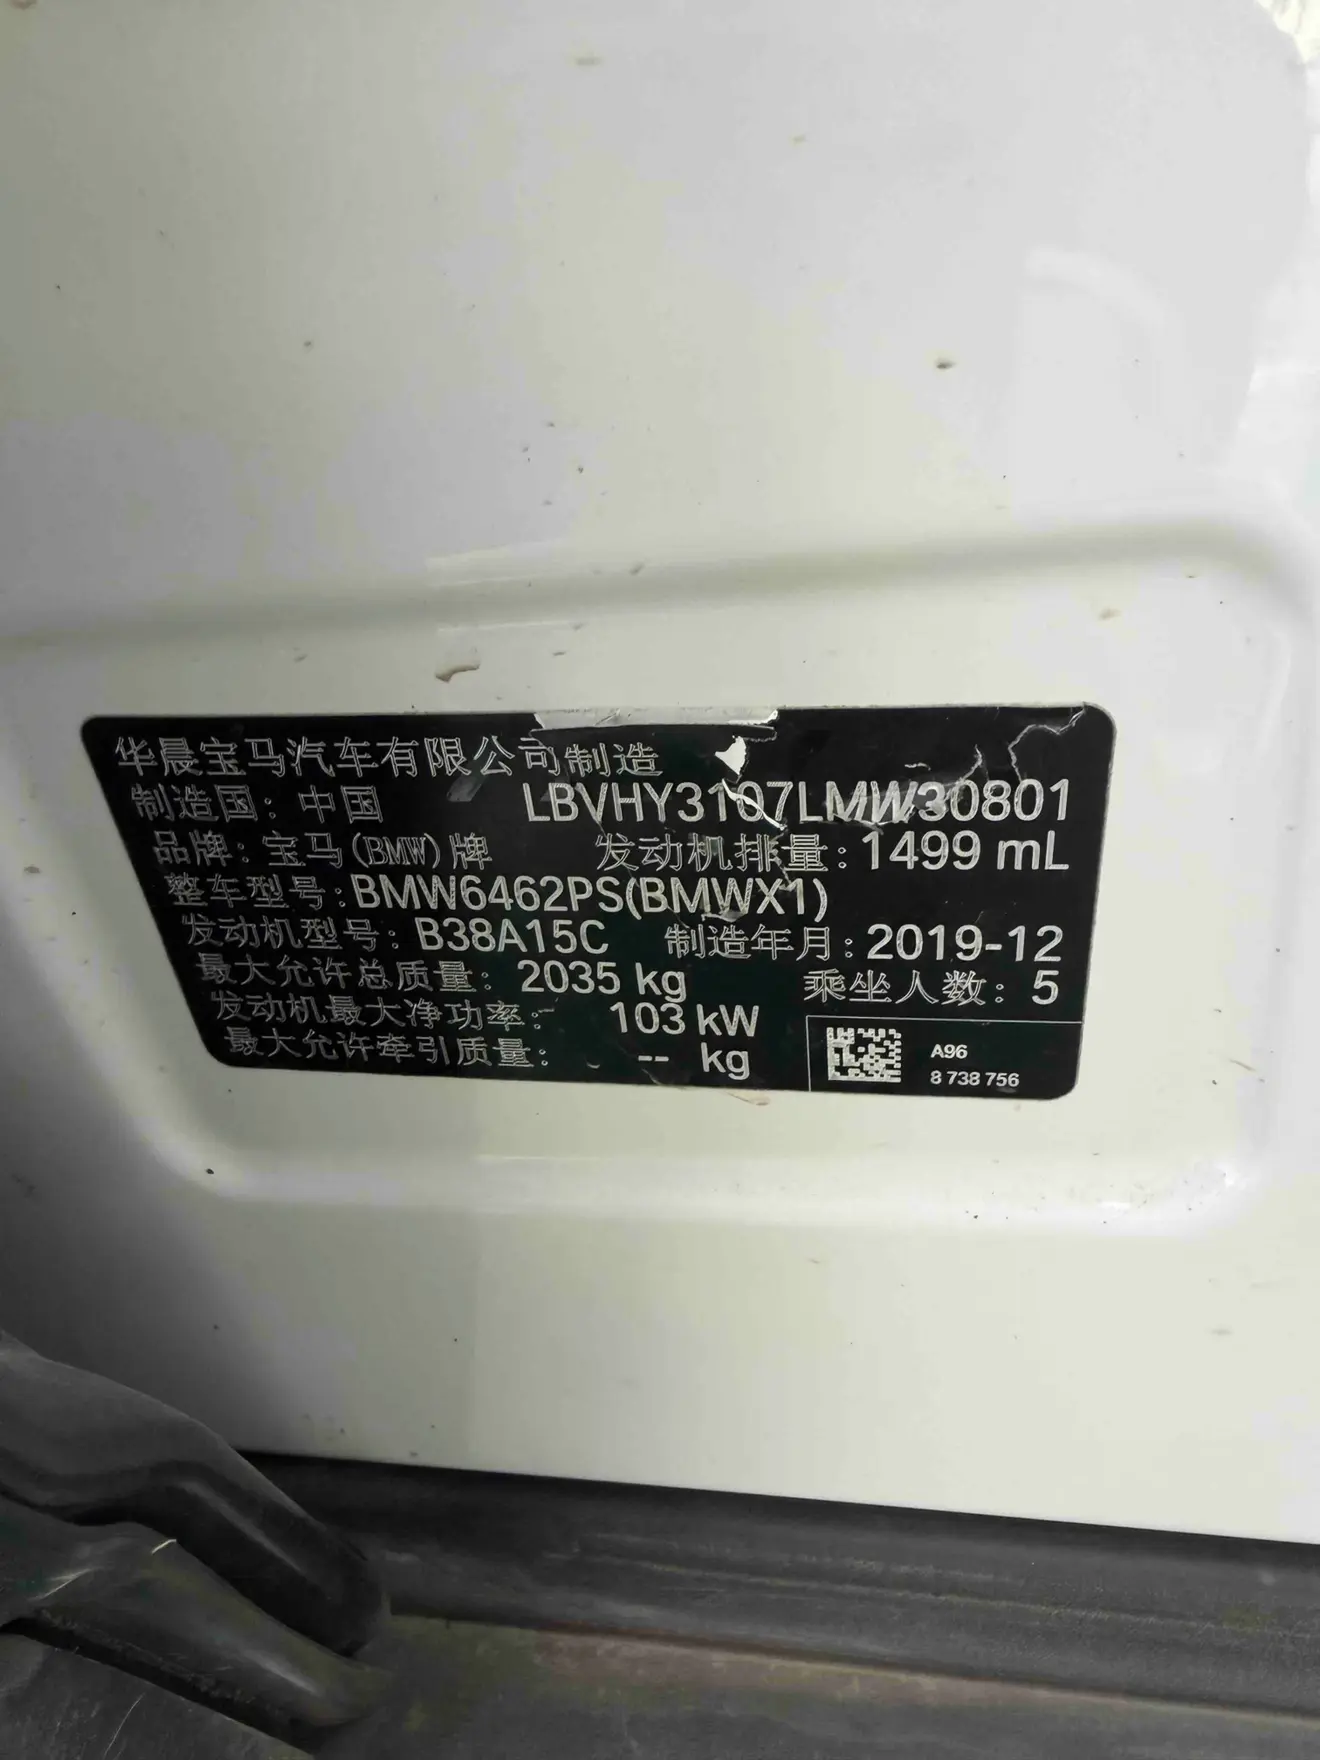 华晨宝马汽车有限公司制造
制造国：中国 LBVHY3107LMW30801
品牌：宝马(BMW)牌 发动机排量：1499 mL
整车型号：BMW6462PS(BMWX1)
发动机型号：B38A15C 制造年月：2019-12
最大允许总质量：2035 kg 乘坐人数：5
发动机最大净功率： 103 kW
最大允许牵引质量： -- kg
A96
8 738 756